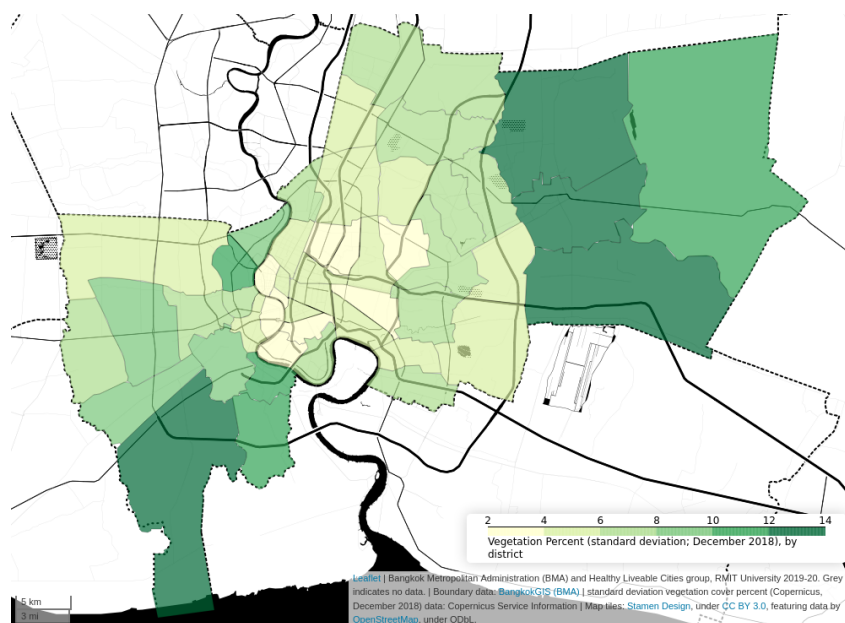 2 4 6 8 10 12 14
Vegetation Percent (standard deviation; December 2018), by
district
Leaflet | Bangkok Metropolitan Administration (BMA) and Healthy Liveable Cities group, RMIT University 2019-20. Grey
indicates no data. | Boundary data: BangkokGIS (BMA) | standard deviation vegetation cover percent (Copernicus,
December 2018) data: Copernicus Service Information | Map tiles: Stamen Design, under CC BY 3.0, featuring data by
OpenStreetMap, under ODbL.
5 km
3 mi